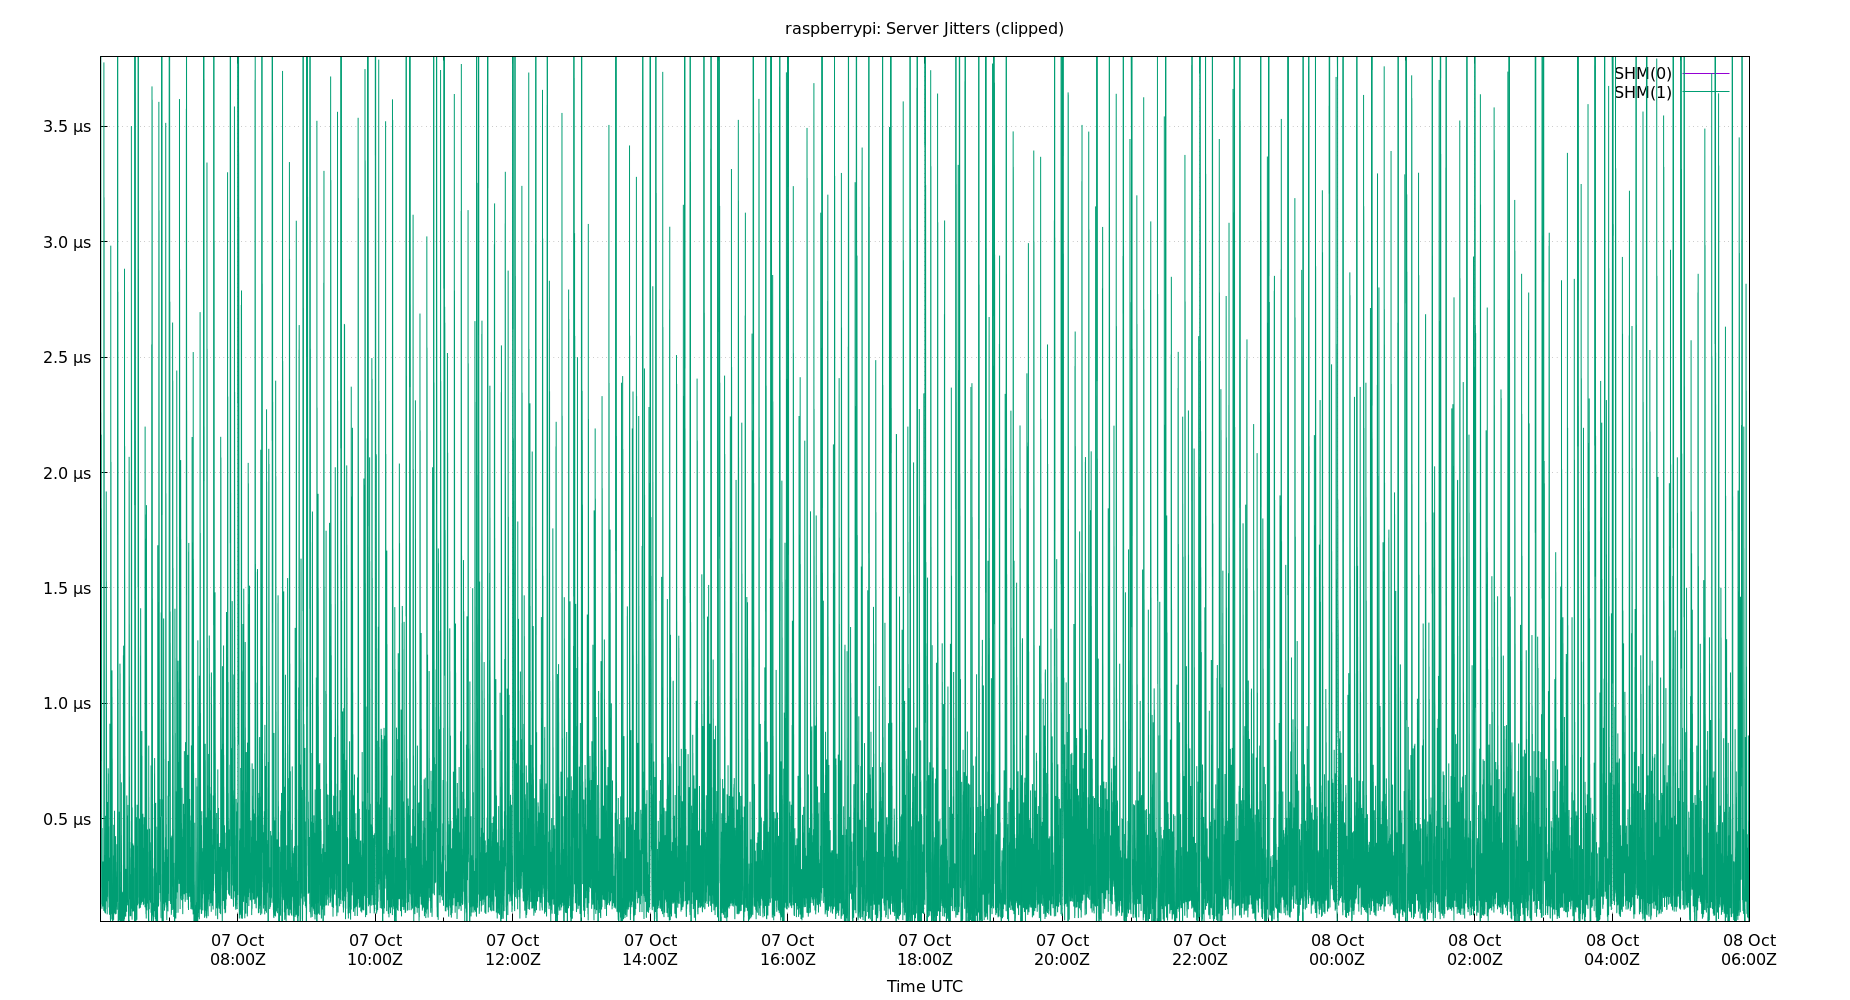 raspberrypi: Server Jitters (clipped)
SHM(0)
SHM(1)
3.5 µs
3.0 µs
2.5 µs
2.0 µs
1.5 µs
1.0 µs
0.5 µs
07 Oct 07 Oct 07 Oct 07 Oct 07 Oct 07 Oct 07 Oct 07 Oct 08 Oct 08 Oct 08 Oct 08 Oct
08:00Z 10:00Z 12:00Z 14:00Z 16:00Z 18:00Z 20:00Z 22:00Z 00:00Z 02:00Z 04:00Z 06:00Z
Time UTC